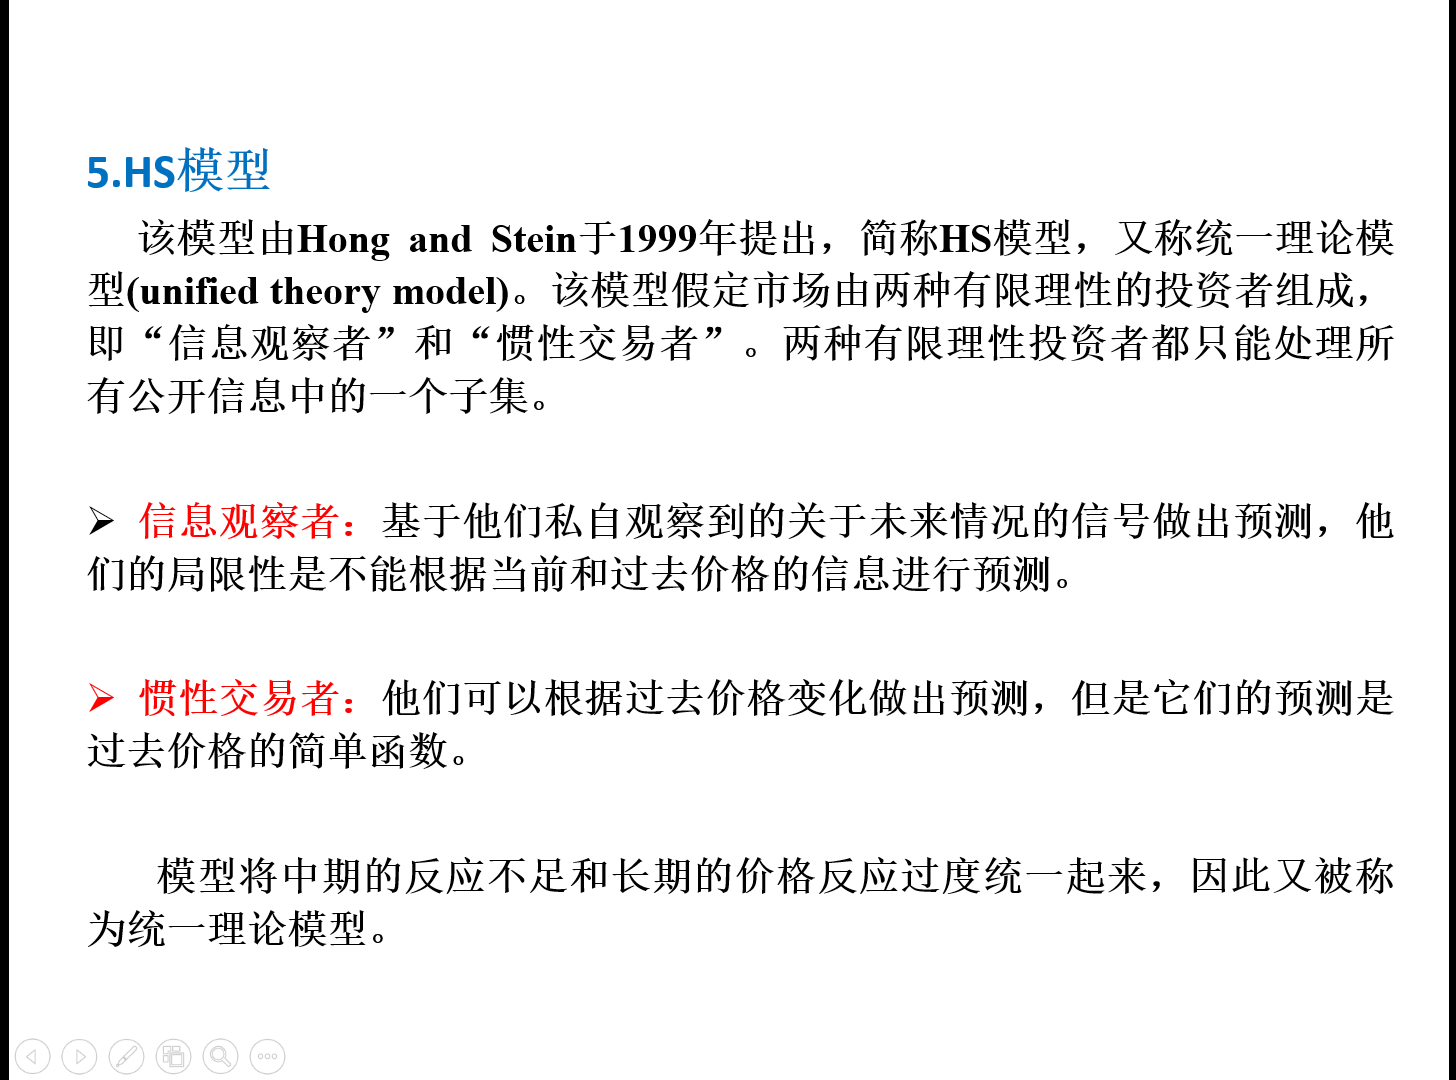 5.HS模型
该模型由Hong and Stein于1999年提出，简称HS模型，又称统一理论模
型(unified theory model)。该模型假定市场由两种有限理性的投资者组成，
即“信息观察者”和“惯性交易者”。两种有限理性投资者都只能处理所
有公开信息中的一个子集。
➢ 信息观察者：基于他们私自观察到的关于未来情况的信号做出预测，他
们的局限性是不能根据当前和过去价格的信息进行预测。
➢ 惯性交易者：他们可以根据过去价格变化做出预测，但是它们的预测是
过去价格的简单函数。
模型将中期的反应不足和长期的价格反应过度统一起来，因此又被称
为统一理论模型。